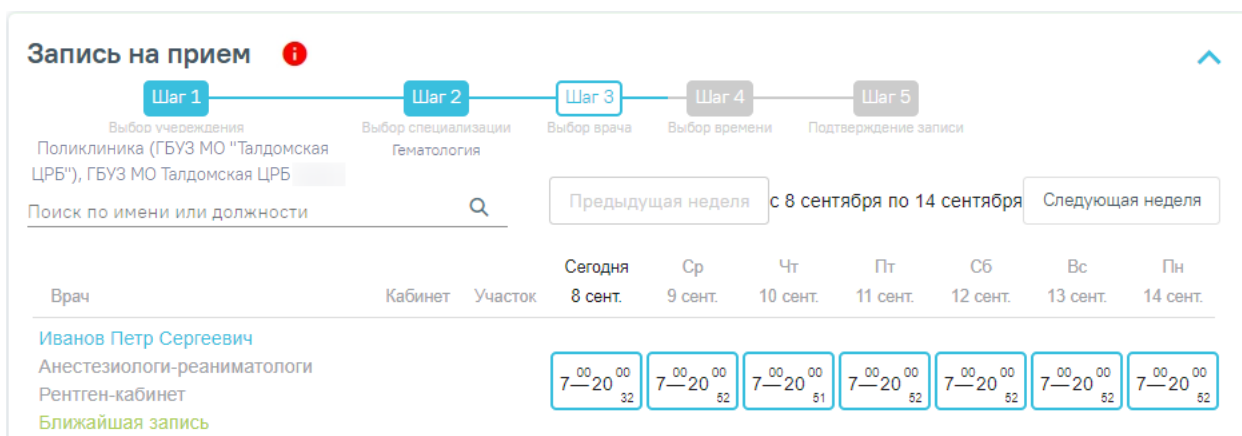 Запись на прием
Шаг 1 Шаг 2 Шаг 3 Шаг 4 Шаг 5
Выбор учереждения Выбор специализации Выбор врача Выбор времени Подтверждение записи
Поликлиника (ГБУЗ МО "Талдомская Гематология
ЦРБ"), ГБУЗ МО Талдомская ЦРБ
Поиск по имени или должности Предыдущая неделя с 8 сентября по 14 сентября Следующая неделя
Сегодня Ср Чт Пт Сб Вс Пн
Врач Кабинет Участок 8 сент. 9 сент. 10 сент. 11 сент. 12 сент. 13 сент. 14 сент.
Иванов Петр Сергеевич
Анестезиологи-реаниматологи
7 00 — 20 00 7 00 — 20 00 7 00 — 20 00 7 00 — 20 00 7 00 — 20 00 7 00 — 20 00 7 00 — 20 00
Рентген-кабинет 32 52 51 52 52 52 52
Ближайшая запись